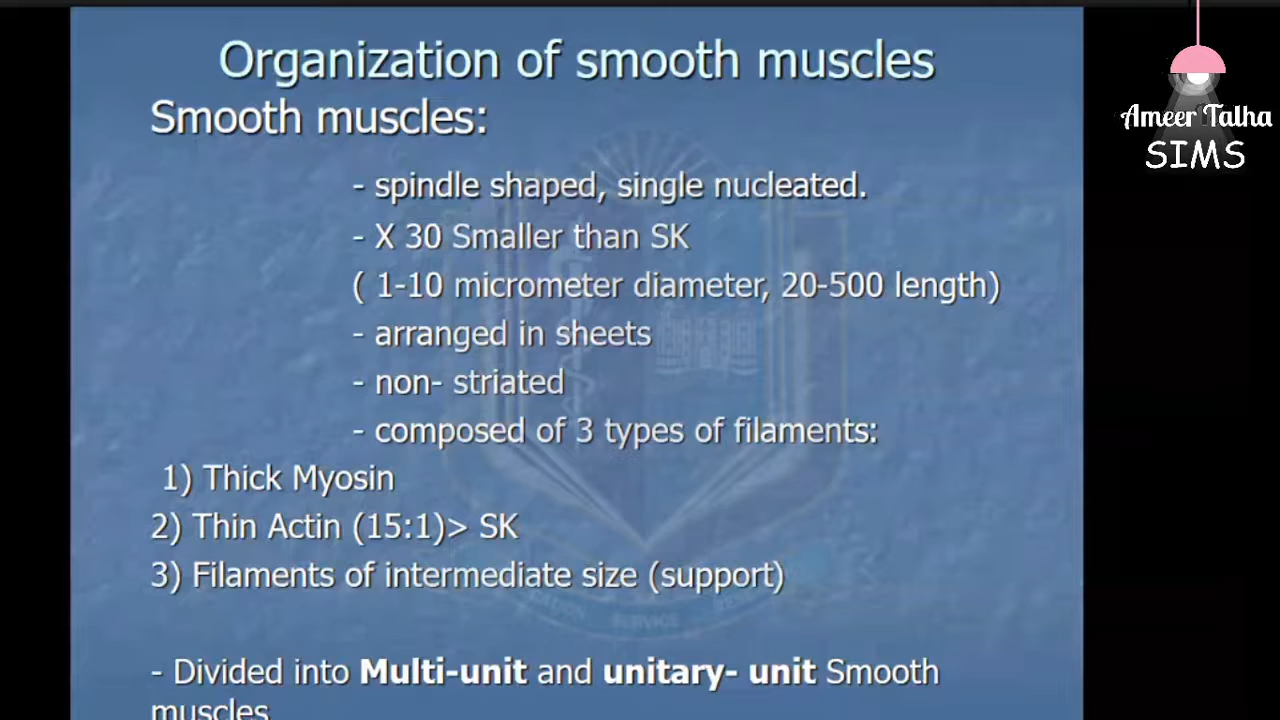 Organization of smooth muscles
Smooth muscles:
- spindle shaped, single nucleated.
- X 30 Smaller than SK
( 1-10 micrometer diameter, 20-500 length)
- arranged in sheets
- non- striated
- composed of 3 types of filaments:
1) Thick Myosin
2) Thin Actin (15:1)> SK
3) Filaments of intermediate size (support)
SERVICE
- Divided into Multi-unit and unitary- unit Smooth
muscles
Ameer Talha
SIMS